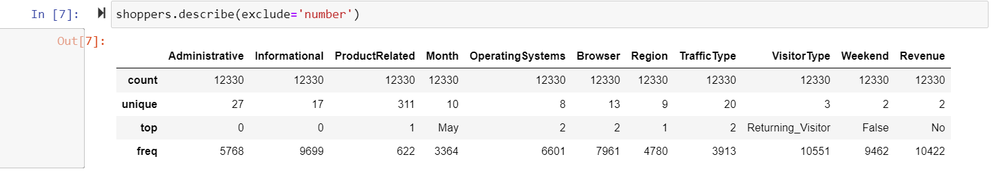 In [7]: shoppers.describe(exclude='number')
Out[7]:
Administrative Informational ProductRelated Month OperatingSystems Browser Region TrafficType VisitorType Weekend Revenue
count 12330 12330 12330 12330 12330 12330 12330 12330 12330 12330 12330
unique 27 17 311 10 8 13 9 20 3 2 2
top 0 0 1 May 2 2 1 2 Returning_Visitor False No
freq 5768 9699 622 3364 6601 7961 4780 3913 10551 9462 10422